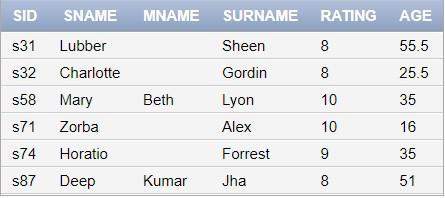 SID SNAME MNAME SURNAME RATING AGE
s31 Lubber Sheen 8 55.5
s32 Charlotte Gordin 8 25.5
s58 Mary Beth Lyon 10 35
s71 Zorba Alex 10 16
s74 Horatio Forrest 9 35
s87 Deep Kumar Jha 8 51